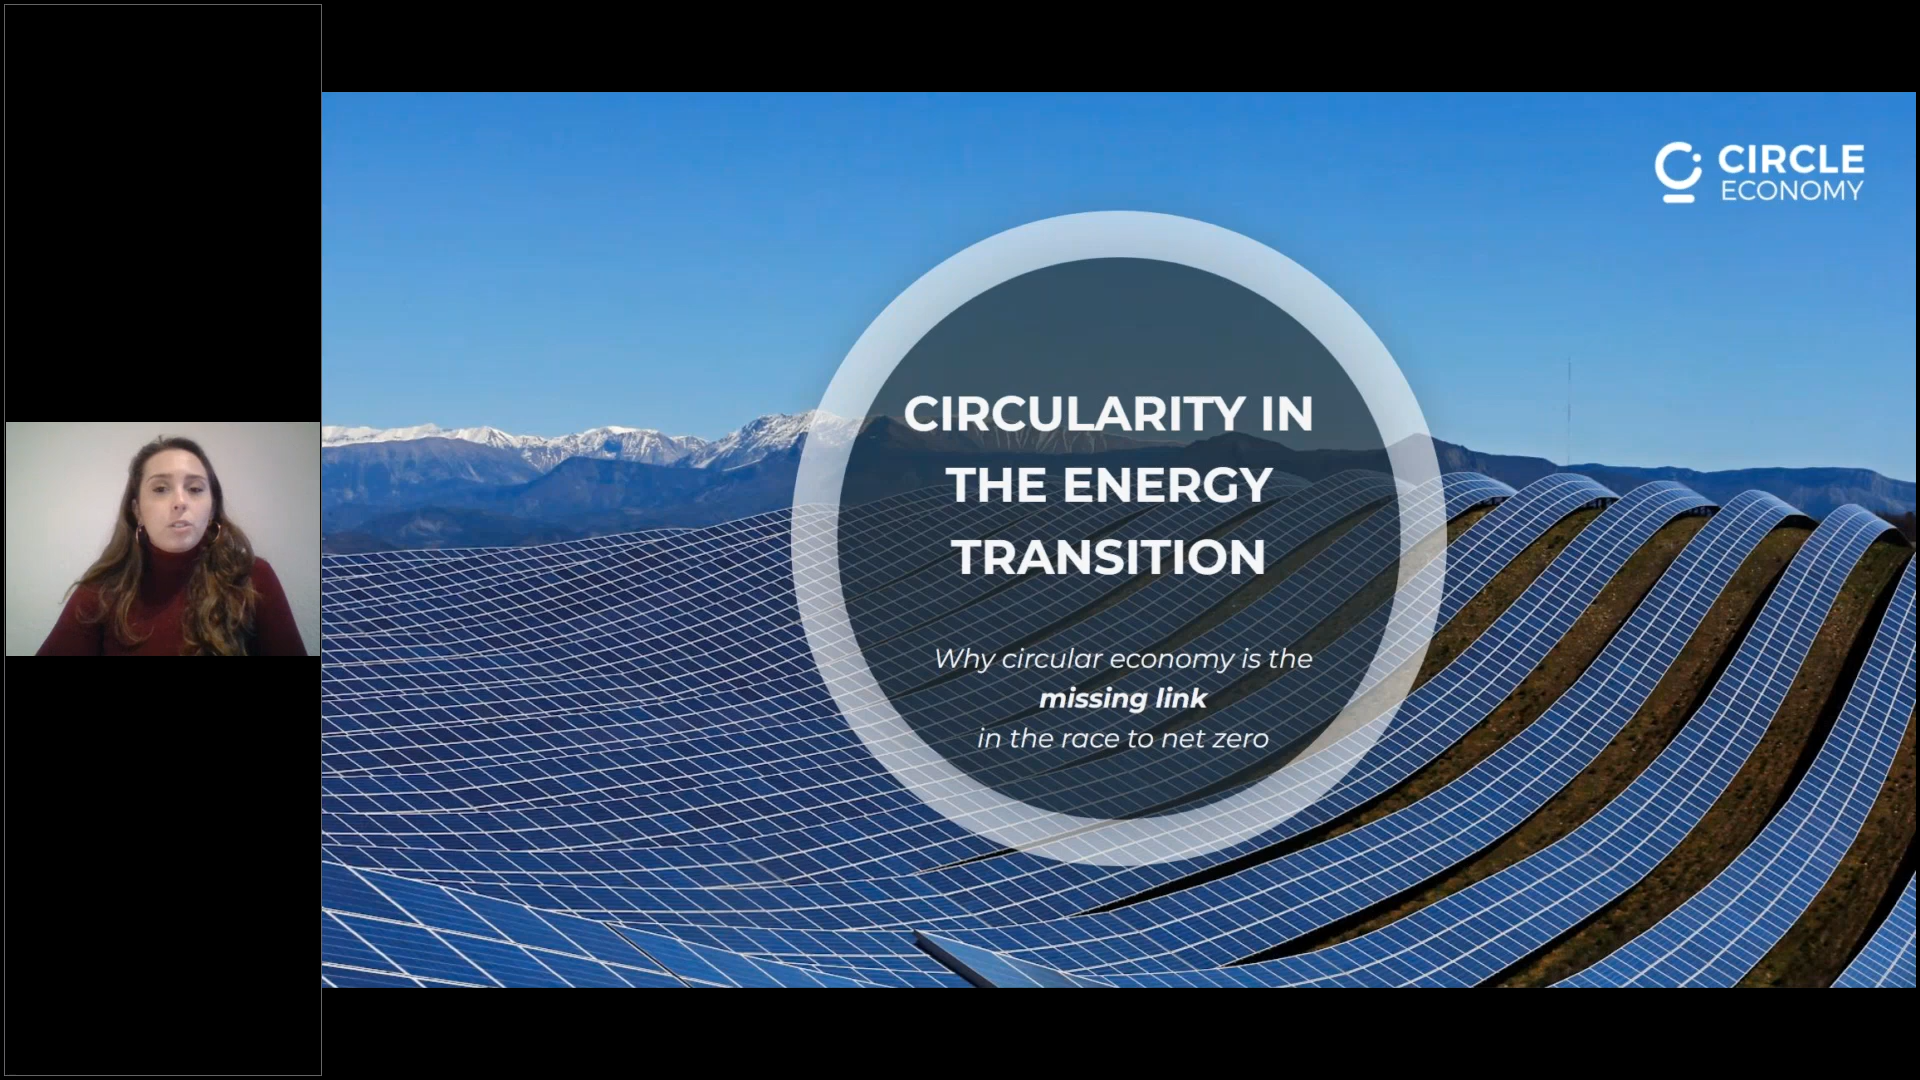 CIRCLE
ECONOMY
CIRCULARITY IN
THE ENERGY
TRANSITION
Why circular economy is the
missing link
in the race to net zero